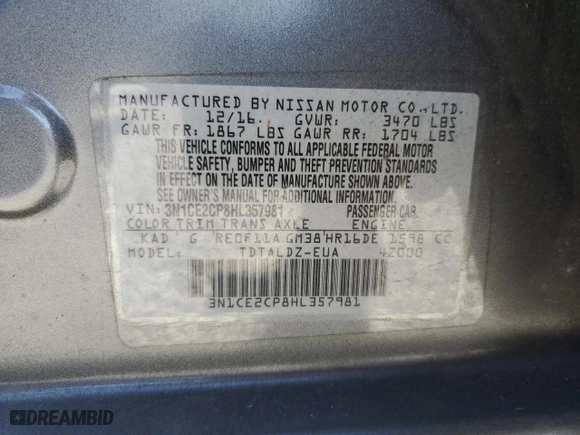 MANUFACTURED BY NISSAN MOTOR CO.,LTD.
DATE: 12/16. GVWR: 3470 LBS
GAWR FR: 1867 LBS GAWR RR: 1704 LBS
THIS VEHICLE CONFORMS TO ALL APPLICABLE FEDERAL MOTOR
VEHICLE SAFETY, BUMPER AND THEFT PREVENTION STANDARDS
IN EFFECT ON THE DATE OF MANUFACTURE SHOWN ABOVE.
SEE OWNER'S MANUAL FOR ADDITIONAL INFORMATION.
VIN: 3N1CE2CP8HL357981 PASSENGER CAR
COLOR TRIM TRANS AXLE ENGINE
KAD G RE0F11A GM38 HR16DE 1598 CC
TDTALDZ-EUA 42000
3N1CE2CP8HL357981
DREAMBID